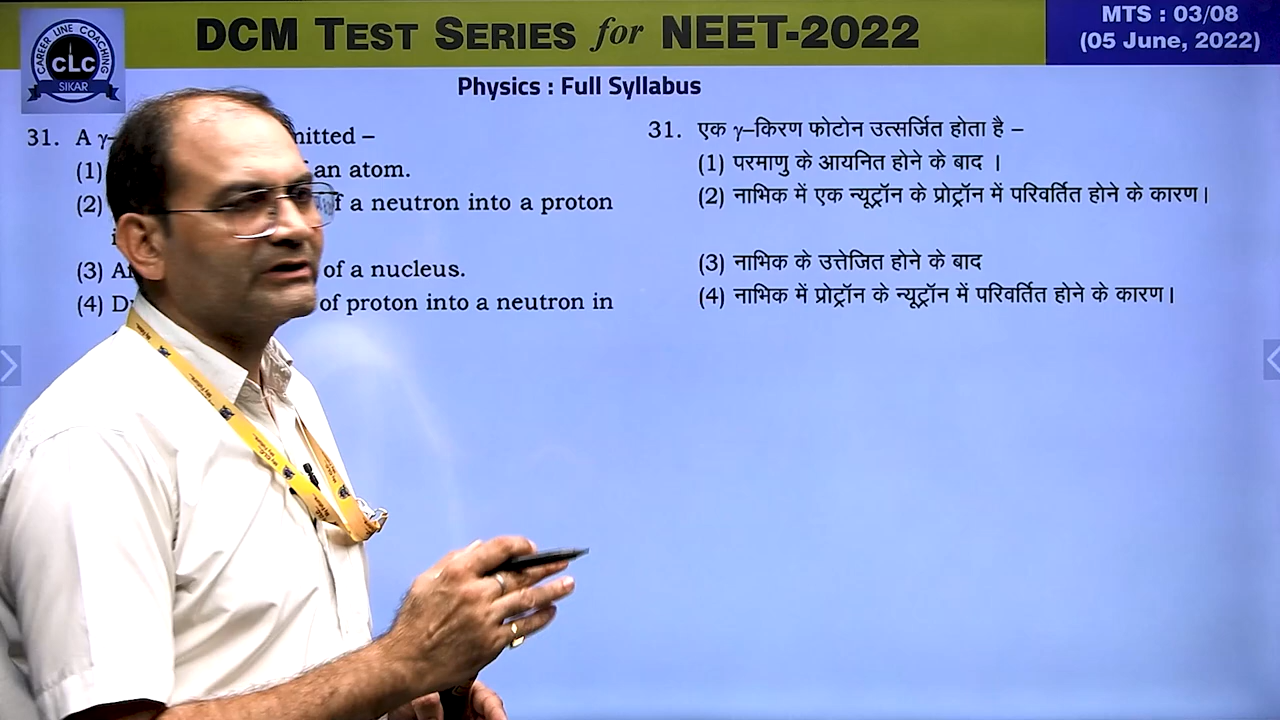 CAREER LINE COACHING
CLC
SIKAR
DCM TEST SERIES for NEET-2022
MTS : 03/08
(05 June, 2022)
Physics : Full Syllabus
31. A γ– mitted –
(1) an atom.
(2) f a neutron into a proton
(3) of a nucleus.
(4) of proton into a neutron in
31. एक γ–किरण फोटोन उत्सर्जित होता है –
(1) परमाणु के आयनित होने के बाद ।
(2) नाभिक में एक न्यूट्रॉन के प्रोट्रॉन में परिवर्तित होने के कारण।
(3) नाभिक के उत्तेजित होने के बाद
(4) नाभिक में प्रोट्रॉन के न्यूट्रॉन में परिवर्तित होने के कारण।